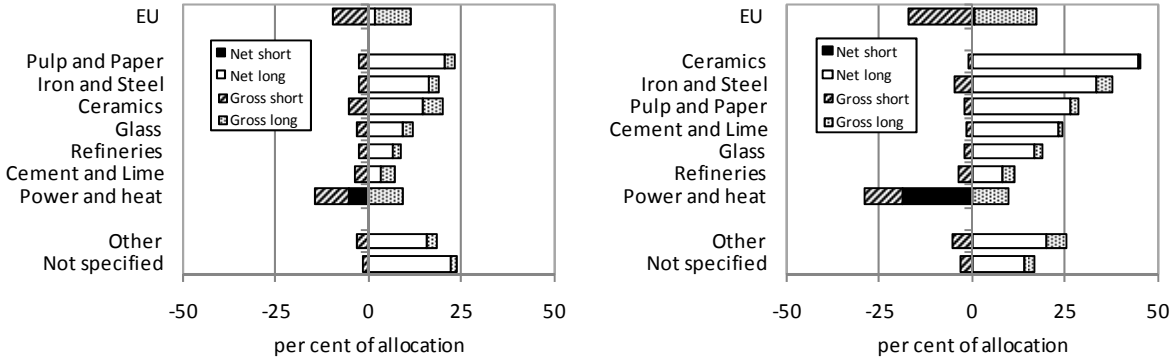 EU
Pulp and Paper
Iron and Steel
Ceramics
Glass
Refineries
Cement and Lime
Power and heat
Other
Not specified
Net short
Net long
Gross short
Gross long
-50 -25 0 25 50
per cent of allocation
EU
Ceramics
Iron and Steel
Pulp and Paper
Cement and Lime
Glass
Refineries
Power and heat
Other
Not specified
Net short
Net long
Gross short
Gross long
-50 -25 0 25 50
per cent of allocation